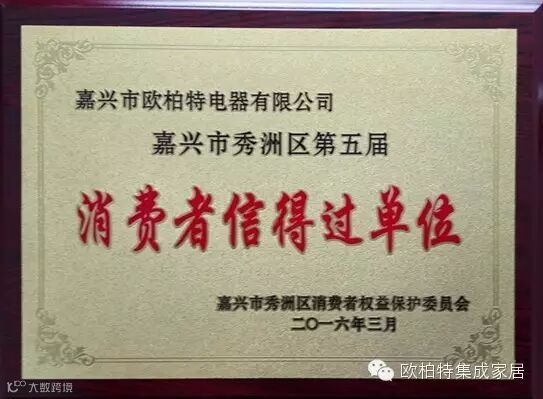 嘉兴市欧柏特电器有限公司
嘉兴市秀洲区第五届
消费者信得过单位
嘉兴市秀洲区消费者权益保护委员会
二〇一六年三月
欧柏特集成家居
大数跨境